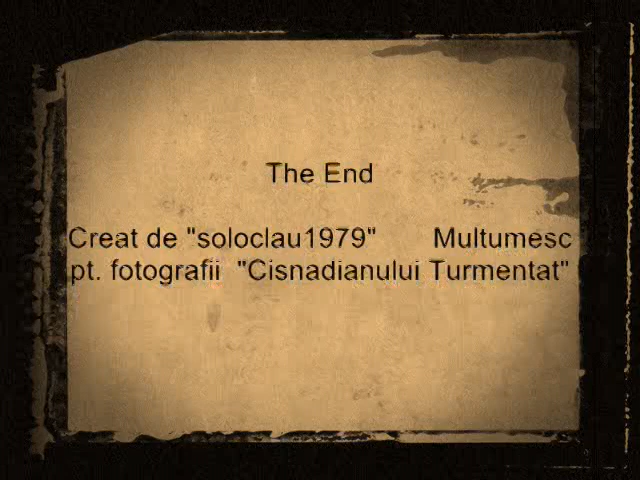 The End
Creat de "soloclau1979" Multumesc
pt. fotografii "Cisnadianului Turmentat"